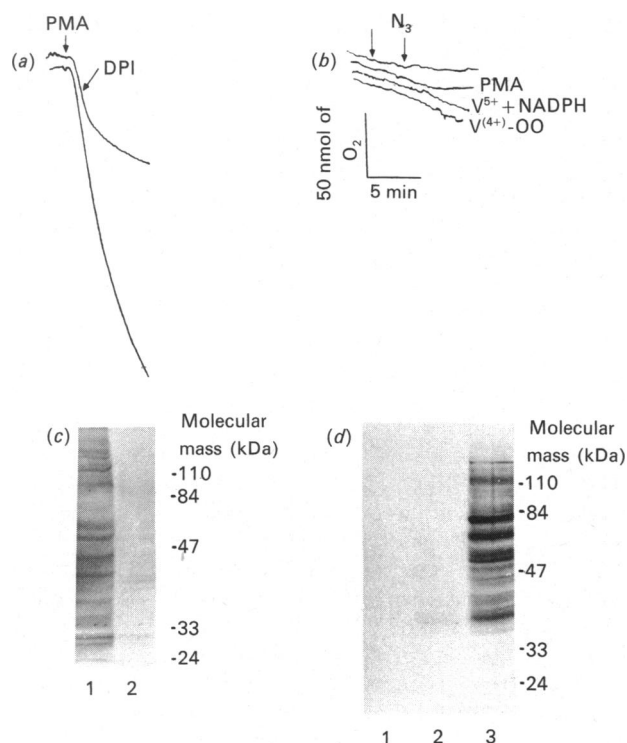 PMA
(a)
DPI
N3
(b)
PMA
V5+ + NADPH
V(4+)-OO
50 nmol of
O2
5 min
(c)
Molecular
mass (kDa)
-110
-84
-47
-33
-24
1 2
(d)
Molecular
mass (kDa)
-110
-84
-47
-33
-24
1 2 3